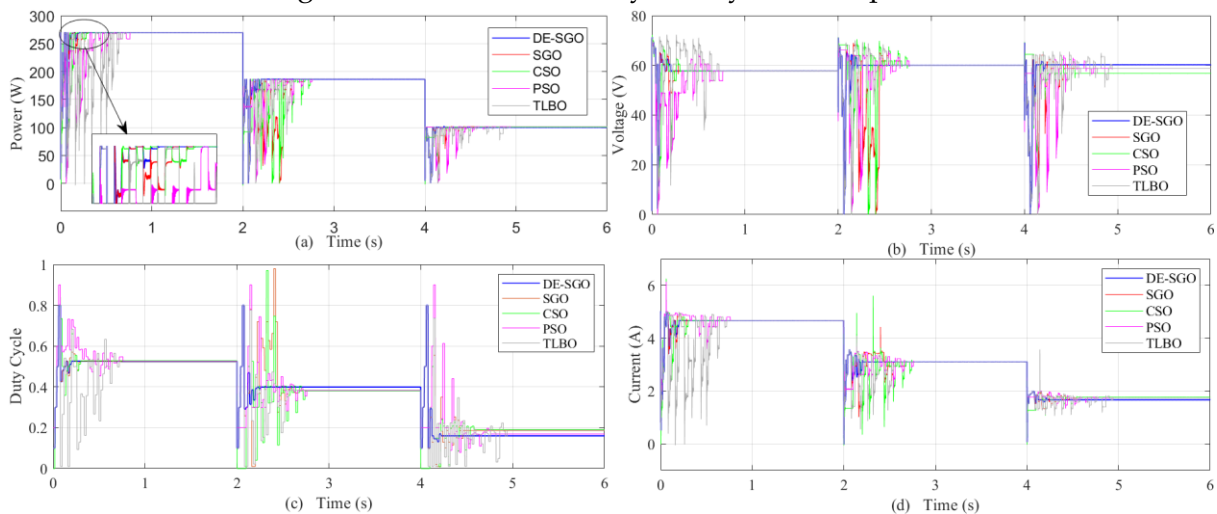 300
250
200
150
100
50
0
Power (W)
DE-SGO
SGO
CSO
PSO
TLBO
0 1 2 3 4 5 6
(a) Time (s)
80
60
40
20
0
Voltage (V)
DE-SGO
SGO
CSO
PSO
TLBO
0 1 2 3 4 5 6
(b) Time (s)
1
0.8
0.6
0.4
0.2
0
Duty Cycle
DE-SGO
SGO
CSO
PSO
TLBO
0 1 2 3 4 5 6
(c) Time (s)
6
4
2
0
Current (A)
DE-SGO
SGO
CSO
PSO
TLBO
0 1 2 3 4 5 6
(d) Time (s)